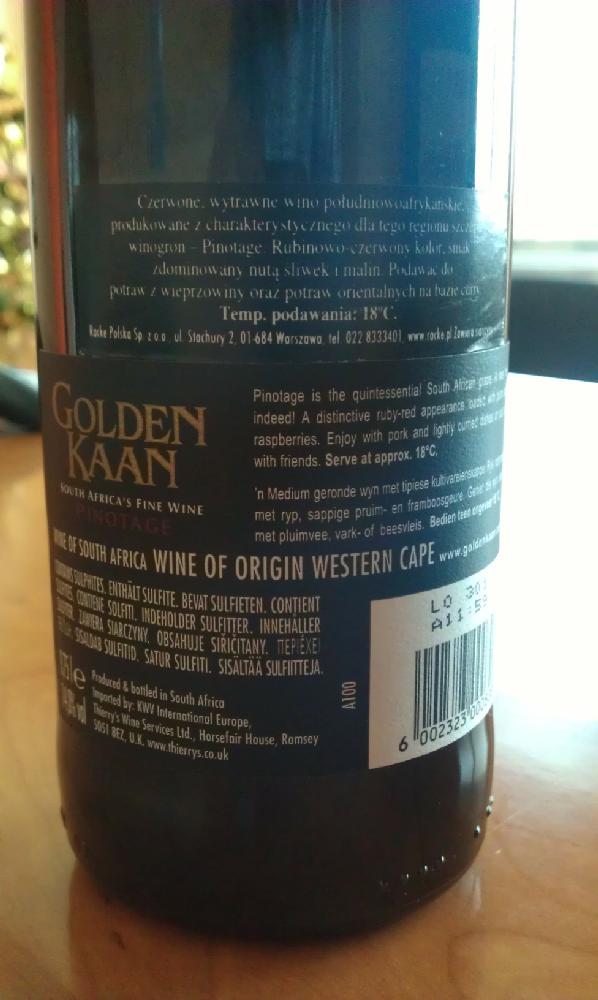 Czerwone, wytrawne wino południowoafrykańskie,
produkowane z charakterystycznego dla tego regionu
winogron – Pinotage. Rubinowo-czerwony kolor, smak
zdominowany nutą śliwek i malin. Podawać do
potraw z wieprzowiny oraz potraw orientalnych na bazie
Temp. podawania: 18°C.
Racke Polska Sp. z o.o., ul. Stachury 2, 01-684 Warszawa, tel. 022 8333401, www.racke.pl
GOLDEN
KAAN
SOUTH AFRICA'S FINE WINE
PINOTAGE
Pinotage is the quintessential South African
indeed! A distinctive ruby-red appearance
raspberries. Enjoy with pork and lightly curried
with friends. Serve at approx. 18°C.
'n Medium geronde wyn met tipiese
met ryp, sappige pruim- en framboosgeure.
met pluimvee, vark- of beesvleis. Bedien teen ongeveer
WINE OF SOUTH AFRICA WINE OF ORIGIN WESTERN CAPE
CONTAINS SULPHITES. ENTHÄLT SULFITE. BEVAT SULFIETEN. CONTIENT
SULFITES. CONTIENE SOLFITI. INDEHOLDER SULFITTER. INNEHÅLLER
ZAWIERA SIARCZYNY. OBSAHUJE SIŘIČITANY. ΠΕΡΙΕΧΕΙ
SISALDAB SULFITID. SATUR SULFITI. SISÄLTÄÄ SULFIITTEJA.
Produced & bottled in South Africa
Imported by: KWV International Europe,
Thierry's Wine Services Ltd., Horsefair House, Romsey
SO51 8EZ, U.K. www.thierrys.co.uk
A100
LO
A11:5
6 002323